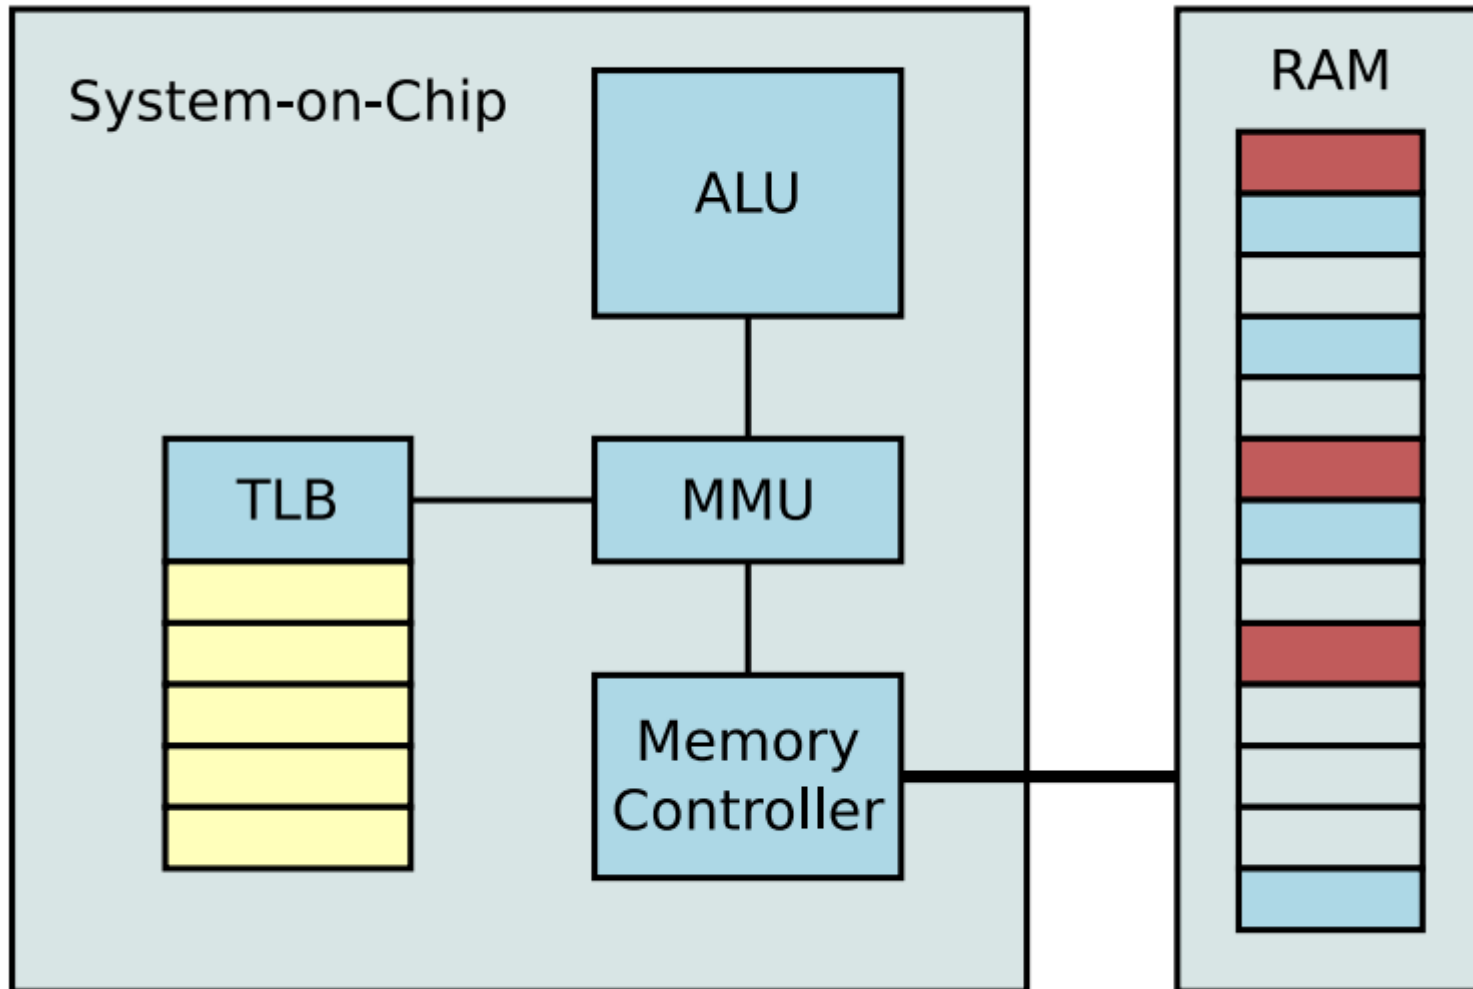 System-on-Chip
RAM
ALU
TLB
MMU
Memory
Controller